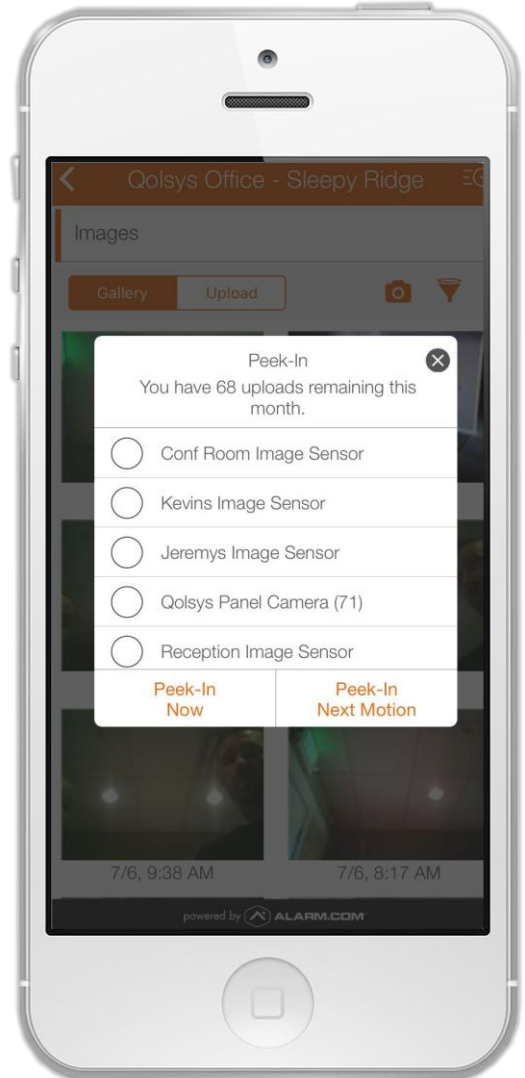 Qolsys Office - Sleepy Ridge
Images
Gallery
Upload
Peek-In
You have 68 uploads remaining this
month.
Conf Room Image Sensor
Kevins Image Sensor
Jeremys Image Sensor
Qolsys Panel Camera (71)
Reception Image Sensor
Peek-In
Now
Peek-In
Next Motion
7/6, 9:38 AM
7/6, 8:17 AM
powered by ALARM.COM